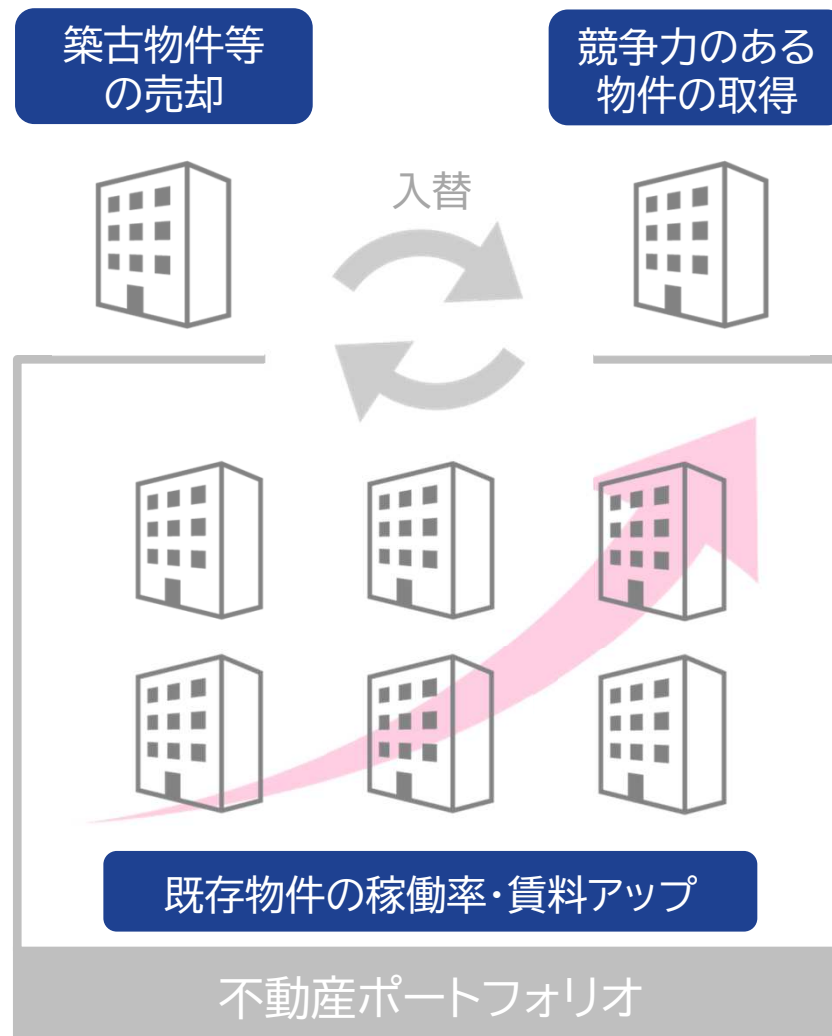 築古物件等
の売却
競争力のある
物件の取得
入替
既存物件の稼働率・賃料アップ
不動産ポートフォリオ